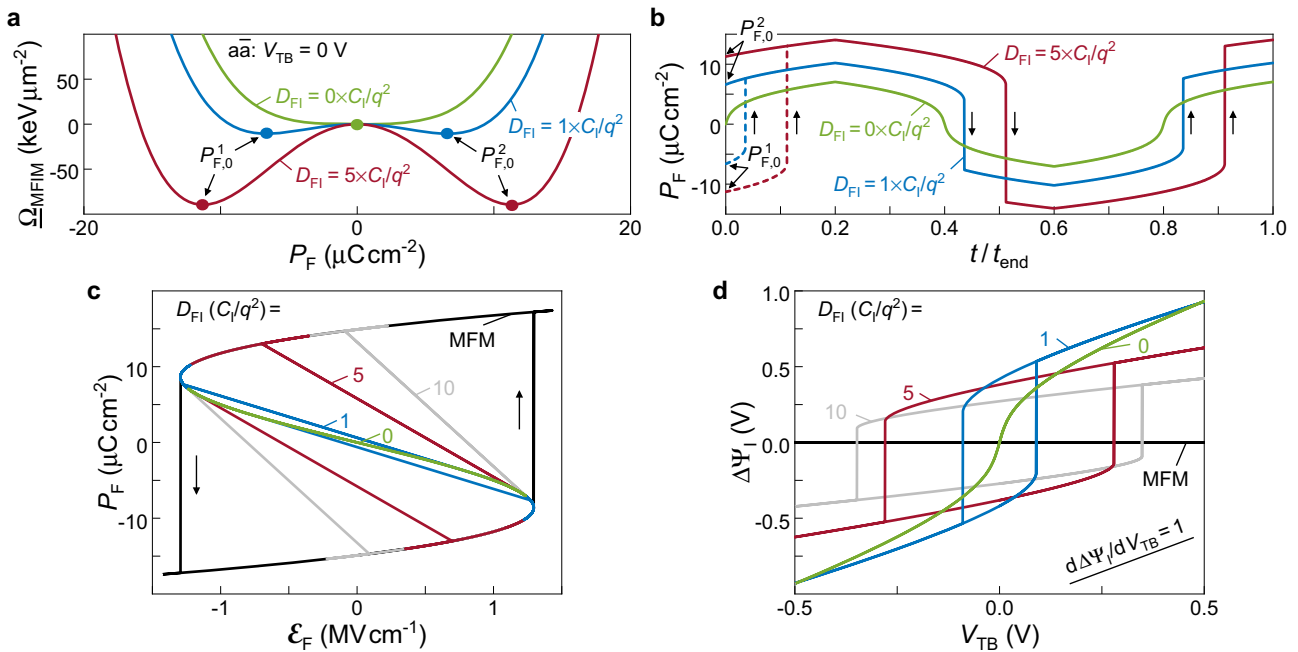 a
aā: V_TB = 0 V
Ω_MFIM (keV μm⁻²)
50
0
-50
D_FI = 0×C_I/q²
D_FI = 1×C_I/q²
D_FI = 5×C_I/q²
P¹_F,0
P²_F,0
-20
0
20
P_F (μC cm⁻²)
b
P²_F,0
D_FI = 5×C_I/q²
P_F (μC cm⁻²)
10
0
-10
D_FI = 0×C_I/q²
P¹_F,0
D_FI = 1×C_I/q²
0.0
0.2
0.4
0.6
0.8
1.0
t / t_end
c
D_FI (C_I/q²) =
MFM
P_F (μC cm⁻²)
10
0
-10
5
10
1
0
-1
0
1
ℰ_F (MV cm⁻¹)
d
D_FI (C_I/q²) =
1
0
5
10
ΔΨ_I (V)
1.0
0.5
0.0
-0.5
MFM
dΔΨ_I/dV_TB = 1
-0.5
0.0
0.5
V_TB (V)